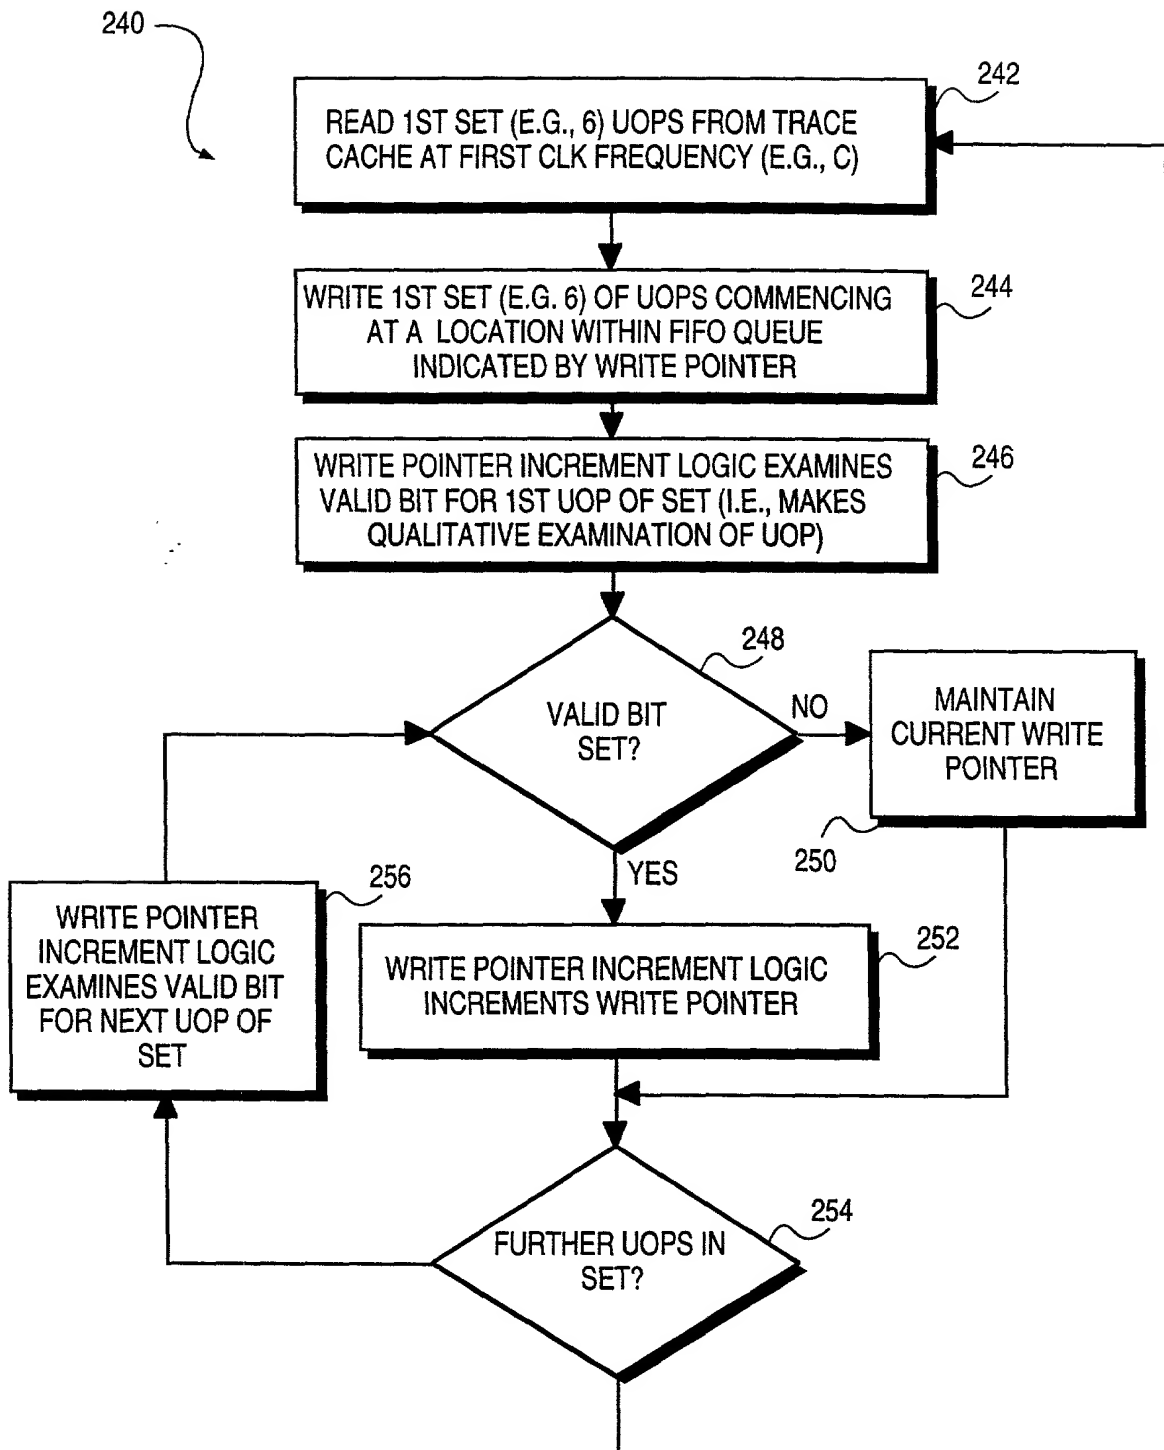 240
242
READ 1ST SET (E.G., 6) UOPS FROM TRACE
CACHE AT FIRST CLK FREQUENCY (E.G., C)
244
WRITE 1ST SET (E.G. 6) OF UOPS COMMENCING
AT A LOCATION WITHIN FIFO QUEUE
INDICATED BY WRITE POINTER
246
WRITE POINTER INCREMENT LOGIC EXAMINES
VALID BIT FOR 1ST UOP OF SET (I.E., MAKES
QUALITATIVE EXAMINATION OF UOP)
248
VALID BIT
SET?
NO
MAINTAIN
CURRENT WRITE
POINTER
250
YES
256
WRITE POINTER
INCREMENT LOGIC
EXAMINES VALID BIT
FOR NEXT UOP OF
SET
252
WRITE POINTER INCREMENT LOGIC
INCREMENTS WRITE POINTER
254
FURTHER UOPS IN
SET?